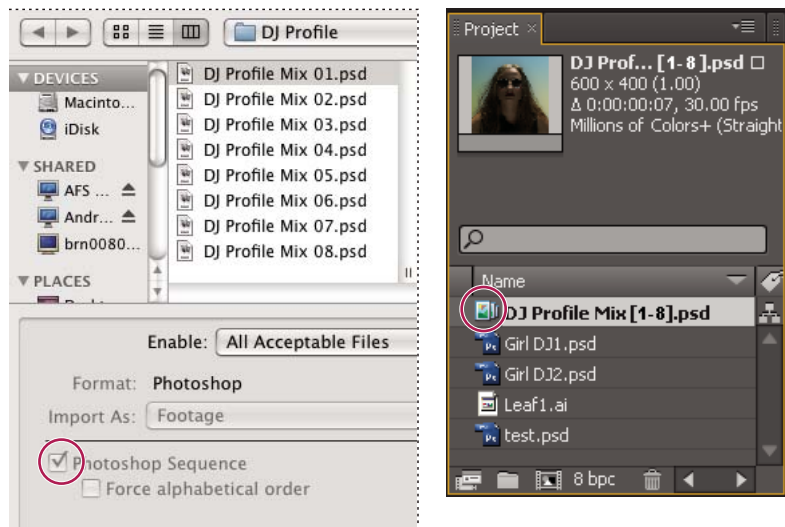 DJ Profile
DEVICES
Macinto...
iDisk
SHARED
AFS ...
Andr...
brn0080...
PLACES
DJ Profile Mix 01.psd
DJ Profile Mix 02.psd
DJ Profile Mix 03.psd
DJ Profile Mix 04.psd
DJ Profile Mix 05.psd
DJ Profile Mix 06.psd
DJ Profile Mix 07.psd
DJ Profile Mix 08.psd
Enable: All Acceptable Files
Format: Photoshop
Import As: Footage
Photoshop Sequence
Force alphabetical order
Project ×
DJ Prof... [1-8].psd
600 x 400 (1.00)
Δ 0:00:00:07, 30.00 fps
Millions of Colors+ (Straight
Name
DJ Profile Mix [1-8].psd
Girl DJ1.psd
Girl DJ2.psd
Leaf1.ai
test.psd
8 bpc